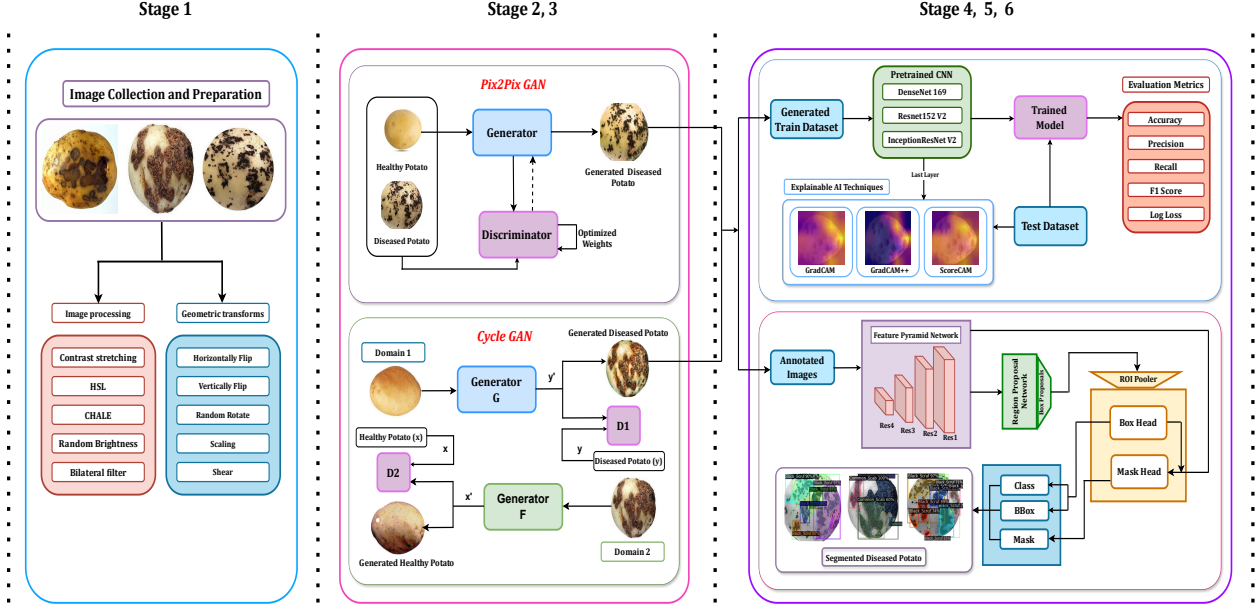 Stage 1
Stage 2, 3
Stage 4, 5, 6
Image Collection and Preparation
Image processing
Geometric transforms
Contrast stretching
HSL
CHALE
Random Brightness
Bilateral filter
Horizontally Flip
Vertically Flip
Random Rotate
Scaling
Shear
Pix2Pix GAN
Healthy Potato
Diseased Potato
Generator
Discriminator
Optimized
Weights
Generated Diseased
Potato
Cycle GAN
Domain 1
Generator
G
y'
Generated Diseased Potato
D1
y
Diseased Potato (y)
Healthy Potato (x)
x
D2
x'
Generator
F
Generated Healthy Potato
Domain 2
Generated
Train Dataset
Pretrained CNN
DenseNet 169
Resnet152 V2
InceptionResNet V2
Last Layer
Trained
Model
Evaluation Metrics
Accuracy
Precision
Recall
F1 Score
Log Loss
Explainable AI Techniques
GradCAM
GradCAM++
ScoreCAM
Test Dataset
Annotated
Images
Feature Pyramid Network
Res4
Res3
Res2
Res1
Region Proposal
Network
Box Proposals
ROI Pooler
Box Head
Mask Head
Class
BBox
Mask
Segmented Diseased Potato